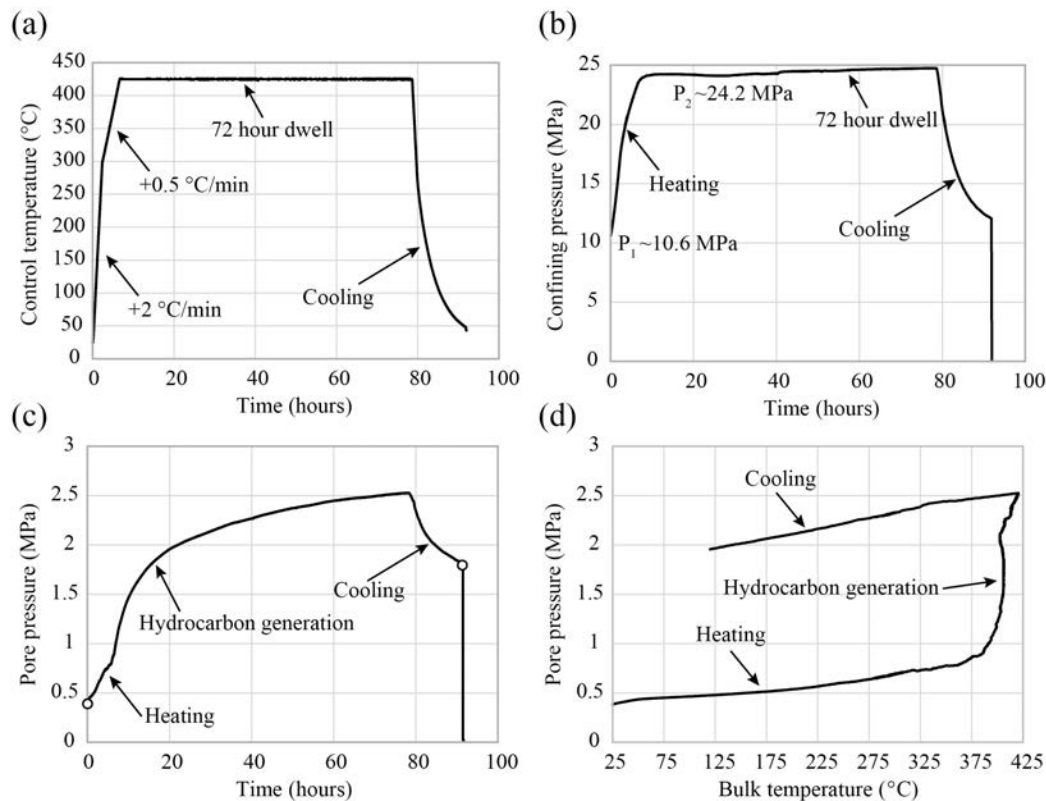 (a)
450
400
350
300
250
200
150
100
50
0
Control temperature (°C)
72 hour dwell
+0.5 °C/min
+2 °C/min
Cooling
0 20 40 60 80 100
Time (hours)
(b)
25
20
15
10
5
0
Confining pressure (MPa)
P2 ~24.2 MPa
72 hour dwell
Heating
Cooling
P1 ~10.6 MPa
0 20 40 60 80 100
Time (hours)
(c)
3
2.5
2
1.5
1
0.5
0
Pore pressure (MPa)
Hydrocarbon generation
Cooling
Heating
0 20 40 60 80 100
Time (hours)
(d)
3
2.5
2
1.5
1
0.5
0
Pore pressure (MPa)
Cooling
Hydrocarbon generation
Heating
25 75 125 175 225 275 325 375 425
Bulk temperature (°C)